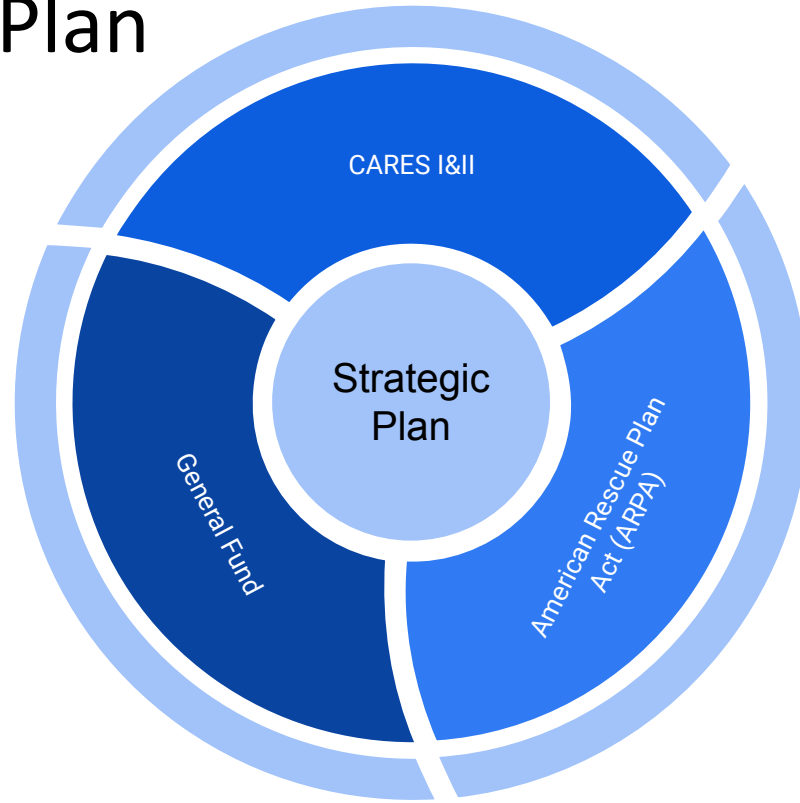 Plan
CARES I&II
Strategic
Plan
General Fund
American Rescue Plan
Act (ARPA)